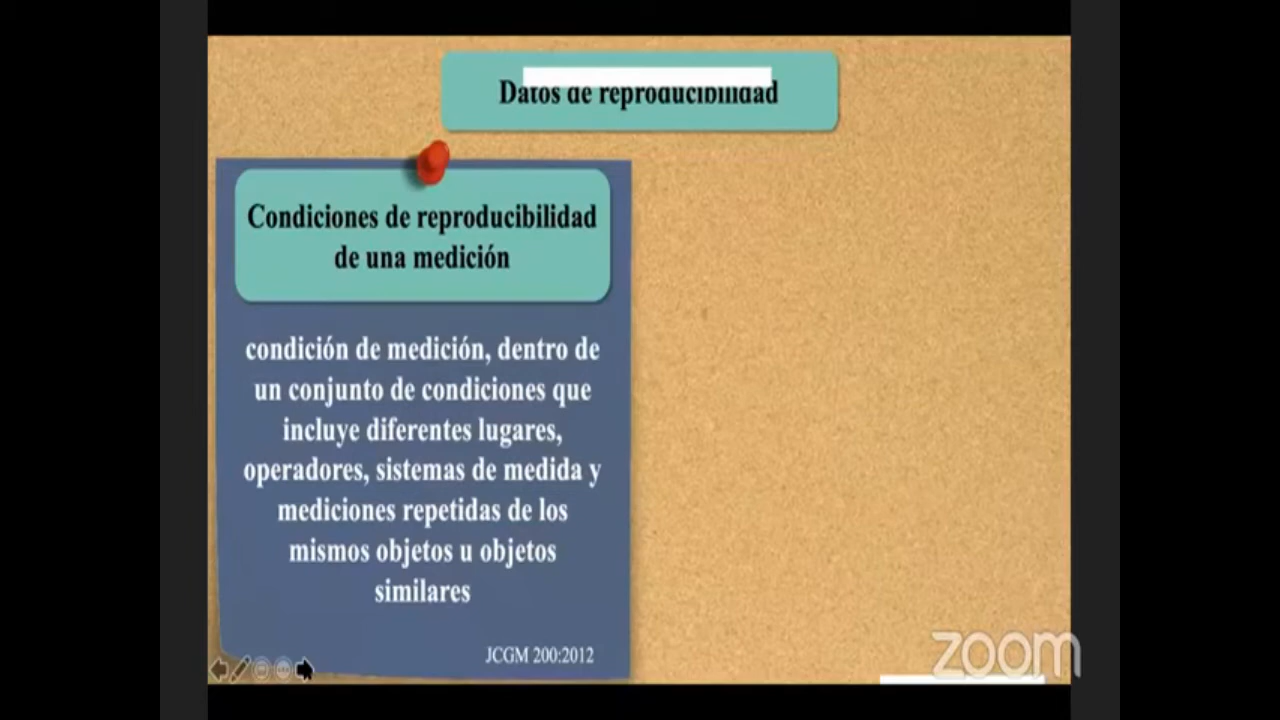 Datos de reproducibilidad
Condiciones de reproducibilidad
de una medición
condición de medición, dentro de
un conjunto de condiciones que
incluye diferentes lugares,
operadores, sistemas de medida y
mediciones repetidas de los
mismos objetos u objetos
similares
JCGM 200:2012
zoom